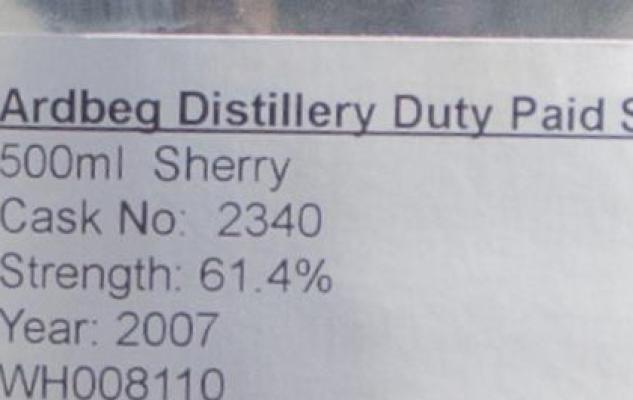 Ardbeg Distillery Duty Paid S
500ml Sherry
Cask No: 2340
Strength: 61.4%
Year: 2007
WH008110